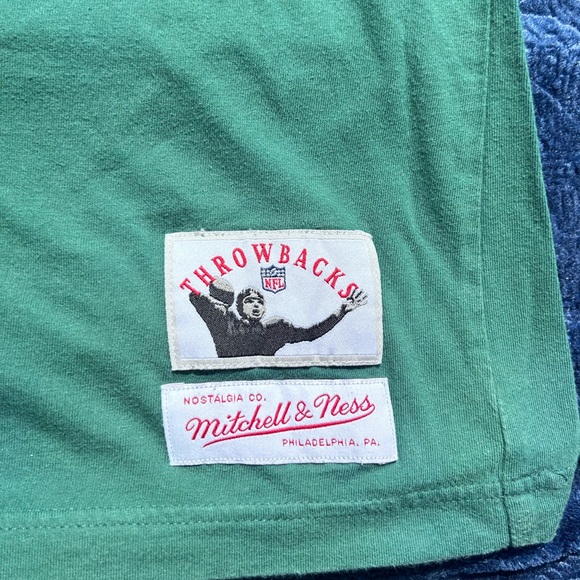 THROWBACKS
NFL
NOSTALGIA CO.
Mitchell & Ness
PHILADELPHIA, PA.